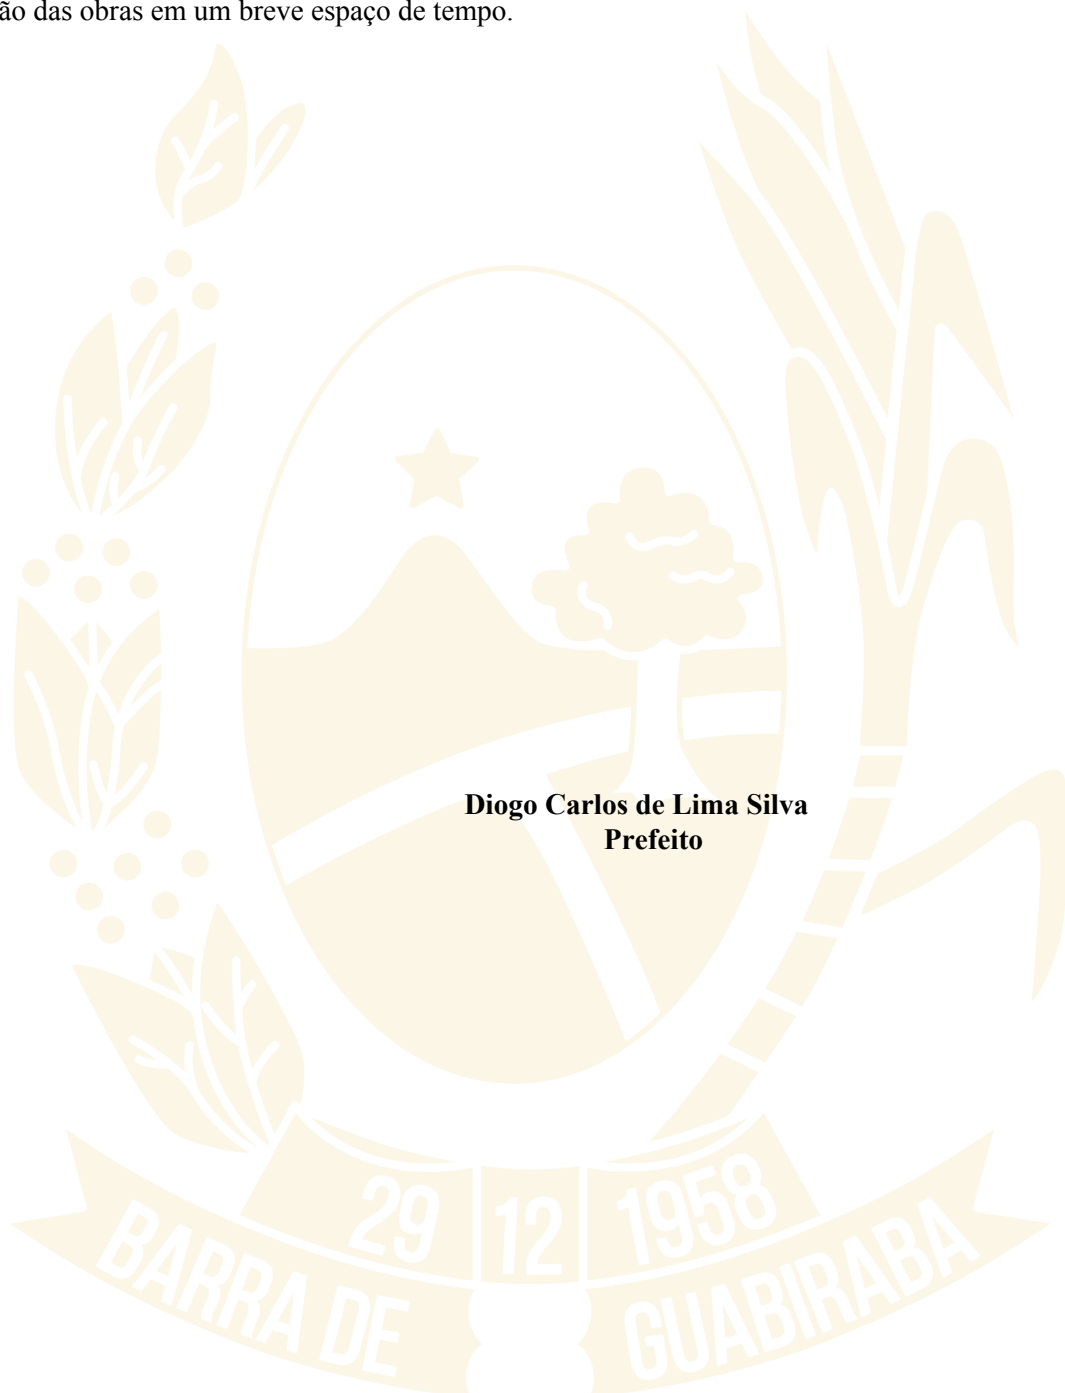 ão das obras em um breve espaço de tempo.
Diogo Carlos de Lima Silva
Prefeito
29 12 1958
BARRA DE GUABIRABA